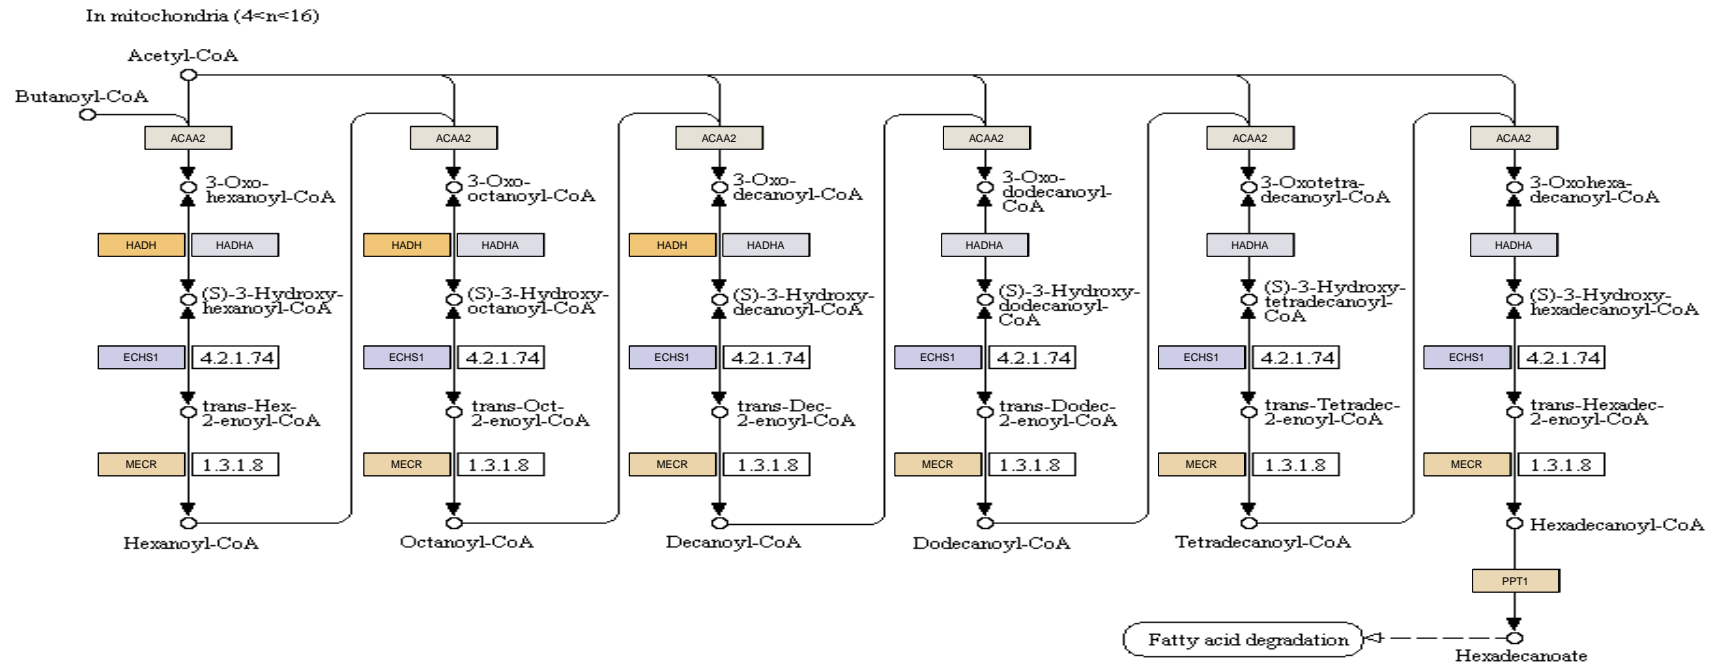 In mitochondria (4<n<16)
Acetyl-CoA
Butanoyl-CoA
ACAA2 ACAA2 ACAA2 ACAA2 ACAA2 ACAA2
3-Oxo- 3-Oxo- 3-Oxo- 3-Oxo- 3-Oxotetra- 3-Oxohexa-
hexanoyl-CoA octanoyl-CoA decanoyl-CoA dodecanoyl- decanoyl-CoA decanoyl-CoA
CoA
HADH HADHA HADH HADHA HADH HADHA HADHA HADHA HADHA
(S)-3-Hydroxy- (S)-3-Hydroxy- (S)-3-Hydroxy- (S)-3-Hydroxy- (S)-3-Hydroxy- (S)-3-Hydroxy-
hexanoyl-CoA octanoyl-CoA decanoyl-CoA dodecanoyl- tetradecanoyl- hexadecanoyl-CoA
CoA CoA
ECHS1 4.2.1.74 ECHS1 4.2.1.74 ECHS1 4.2.1.74 ECHS1 4.2.1.74 ECHS1 4.2.1.74 ECHS1 4.2.1.74
trans-Hex- trans-Oct- trans-Dec- trans-Dodec- trans-Tetradec- trans-Hexadec-
2-enoyl-CoA 2-enoyl-CoA 2-enoyl-CoA 2-enoyl-CoA 2-enoyl-CoA 2-enoyl-CoA
MECR 1.3.1.8 MECR 1.3.1.8 MECR 1.3.1.8 MECR 1.3.1.8 MECR 1.3.1.8 MECR 1.3.1.8
Hexanoyl-CoA Octanoyl-CoA Decanoyl-CoA Dodecanoyl-CoA Tetradecanoyl-CoA Hexadecanoyl-CoA
PPT1
Fatty acid degradation
Hexadecanoate